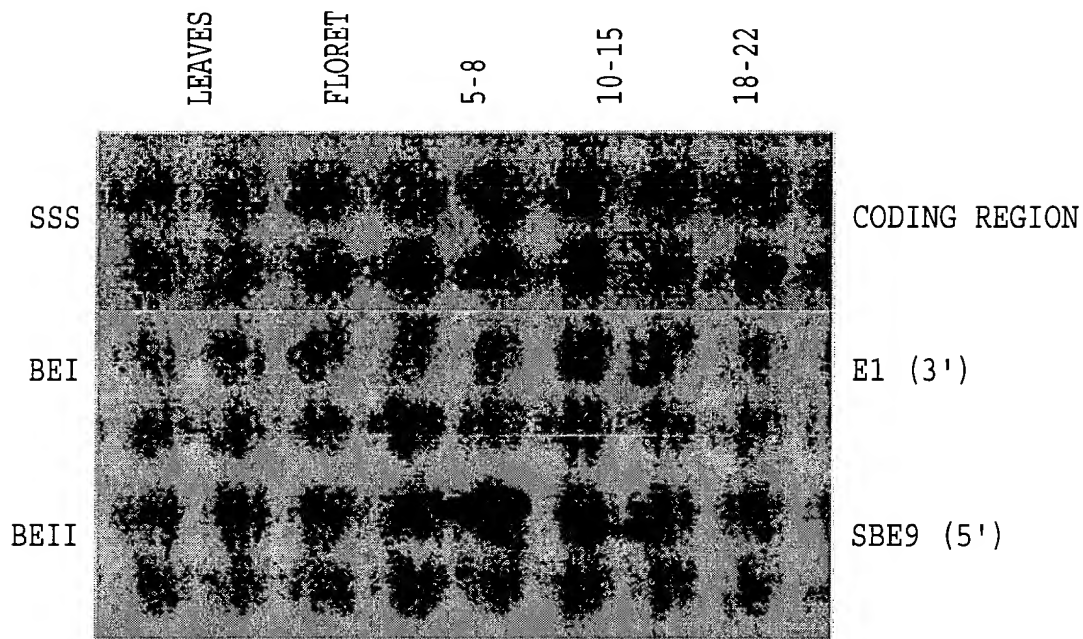 LEAVES
FLORET
5-8
10-15
18-22
SSS
CODING REGION
BEI
E1 (3')
BEII
SBE9 (5')